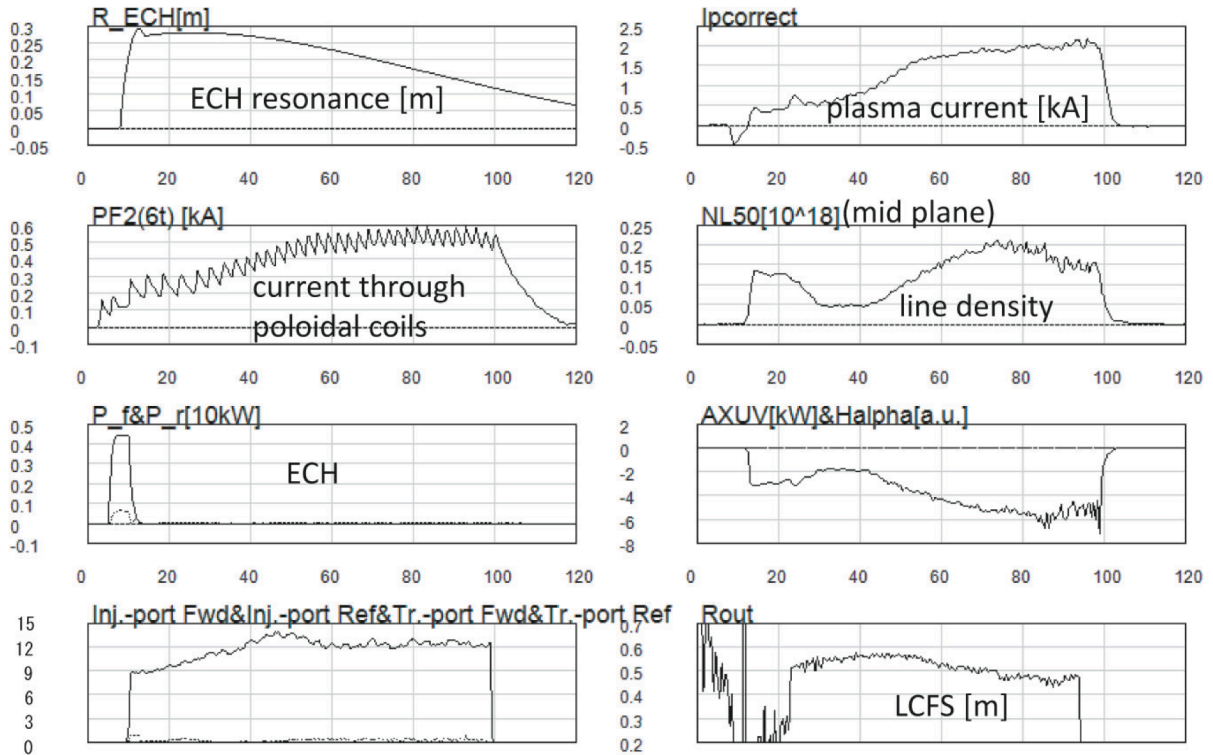 R_ECH[m]
0.3
0.25
0.2
0.15
0.1
0.05
0
-0.05
ECH resonance [m]
0 20 40 60 80 100 120
Ipcorrect
2.5
2
1.5
1
0.5
0
-0.5
plasma current [kA]
0 20 40 60 80 100 120
PF2(6t) [kA]
0.6
0.5
0.4
0.3
0.2
0.1
0
-0.1
current through
poloidal coils
0 20 40 60 80 100 120
NL50[10^18](mid plane)
0.25
0.2
0.15
0.1
0.05
0
-0.05
line density
0 20 40 60 80 100 120
P_f&P_r[10kW]
0.5
0.4
0.3
0.2
0.1
0
-0.1
ECH
0 20 40 60 80 100 120
AXUV[kW]&Halpha[a.u.]
2
0
-2
-4
-6
-8
0 20 40 60 80 100 120
Inj.-port Fwd&Inj.-port Ref&Tr.-port Fwd&Tr.-port Ref
15
12
9
6
3
0
Rout
0.7
0.6
0.5
0.4
0.3
0.2
LCFS [m]